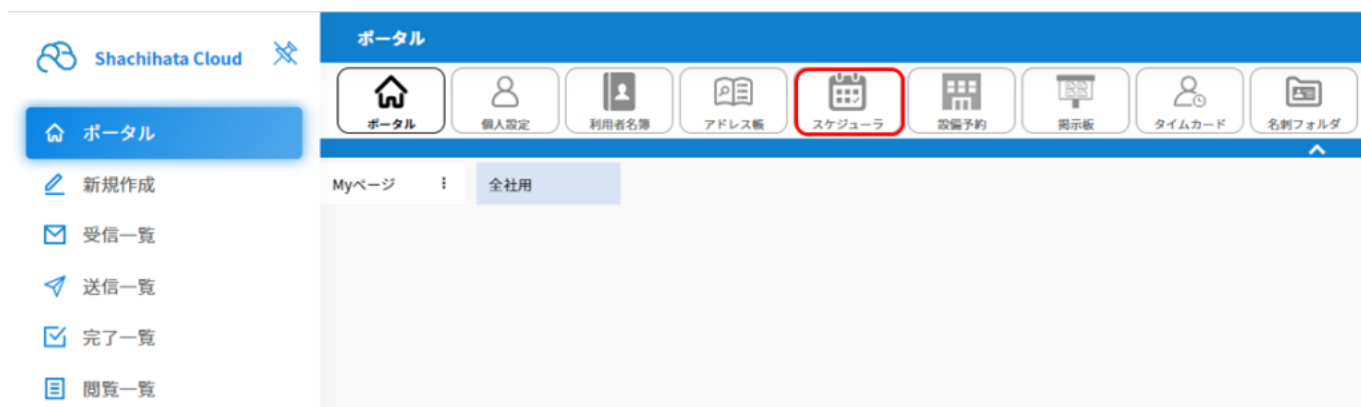 Shachihata Cloud
ポータル
新規作成
受信一覧
送信一覧
完了一覧
閲覧一覧
ポータル
ポータル
個人設定
利用者名簿
アドレス帳
スケジューラ
設備予約
掲示板
タイムカード
名刺フォルダ
Myページ
全社用